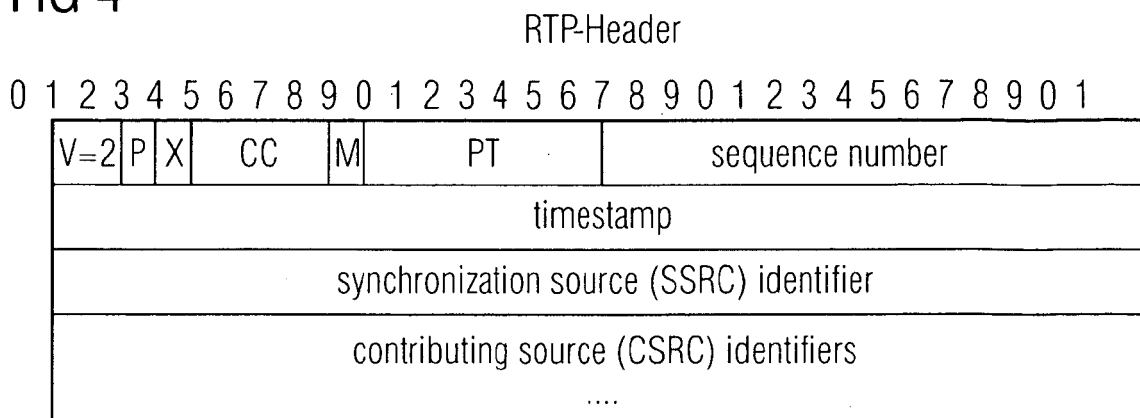 FIG 4
RTP-Header
0 1 2 3 4 5 6 7 8 9 0 1 2 3 4 5 6 7 8 9 0 1 2 3 4 5 6 7 8 9 0 1
V=2 P X CC M PT sequence number
timestamp
synchronization source (SSRC) identifier
contributing source (CSRC) identifiers
....